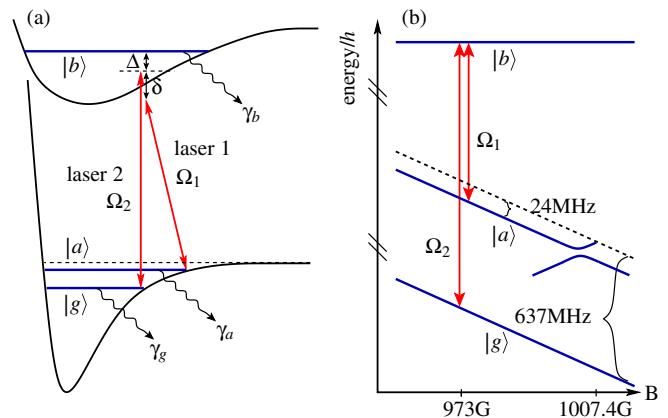 (a)
|b⟩
Δ
δ
γb
laser 1
Ω1
laser 2
Ω2
|a⟩
|g⟩
γa
γg
(b)
energy/h
|b⟩
Ω1
24MHz
|a⟩
Ω2
637MHz
|g⟩
B
973G
1007.4G